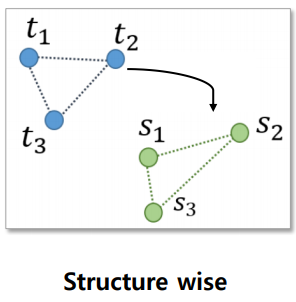 t₁ t₂
t₃
s₁ s₂
s₃
Structure wise